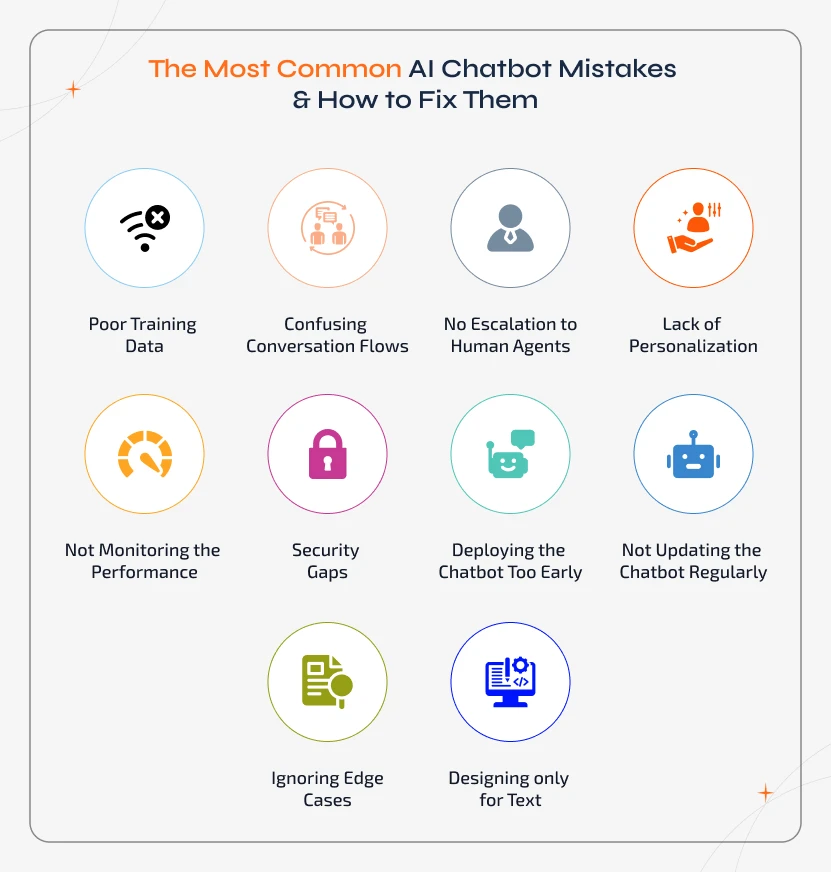 The Most Common AI Chatbot Mistakes
& How to Fix Them
Poor Training
Data
Confusing
Conversation Flows
No Escalation to
Human Agents
Lack of
Personalization
Not Monitoring the
Performance
Security
Gaps
Deploying the
Chatbot Too Early
Not Updating the
Chatbot Regularly
Ignoring Edge
Cases
Designing only
for Text